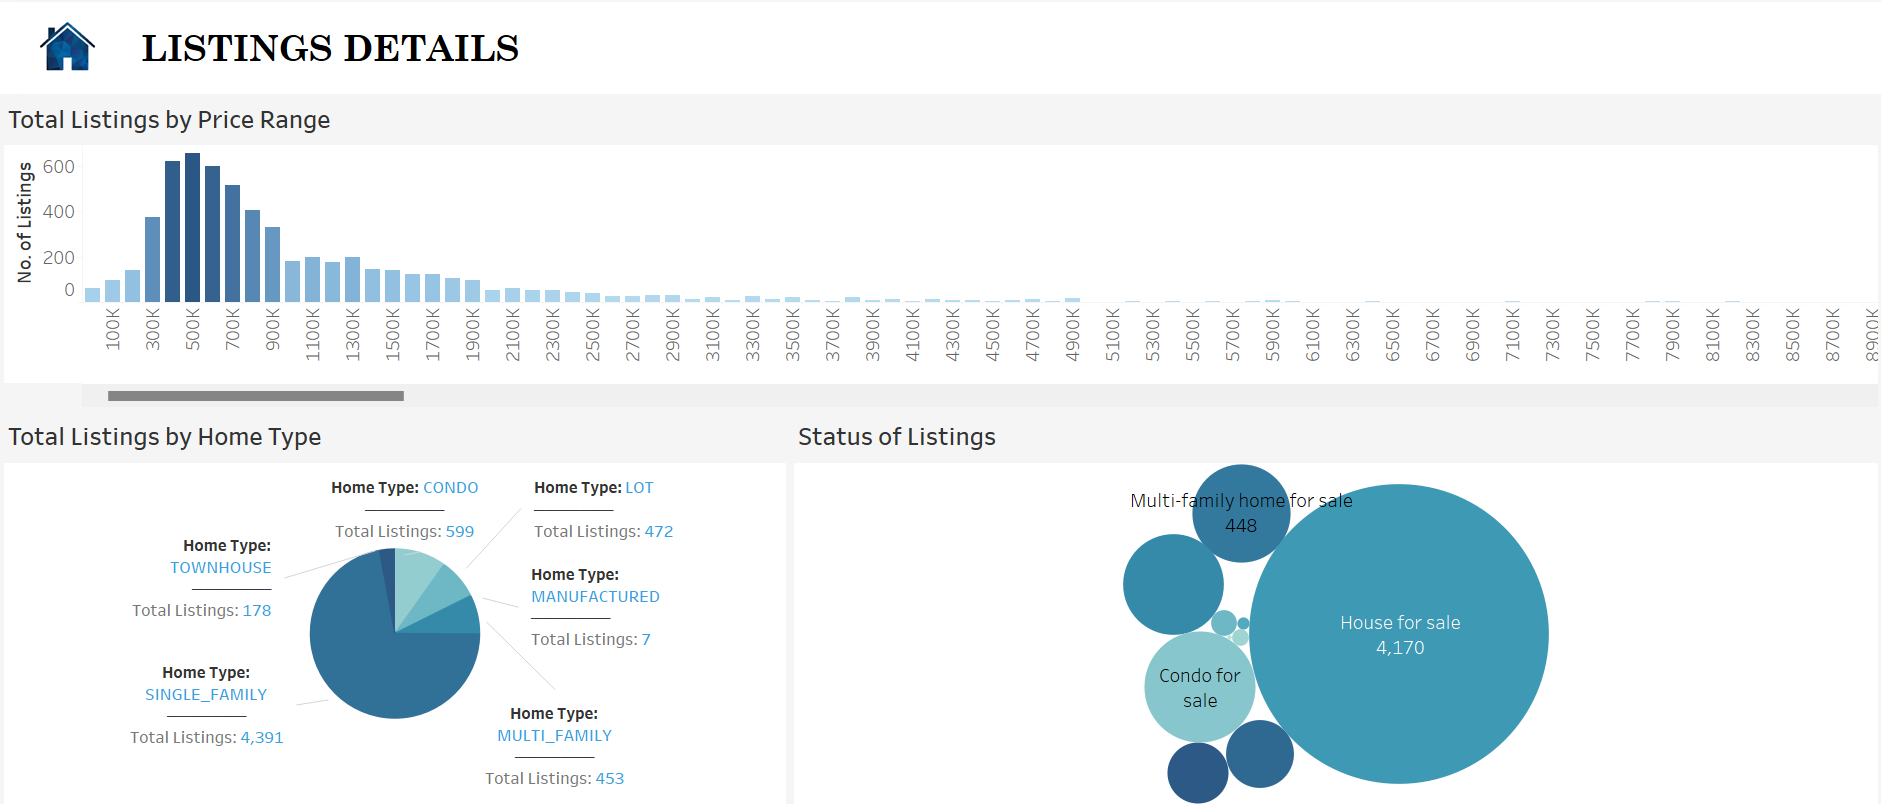 LISTINGS DETAILS
Total Listings by Price Range
No. of Listings
600
400
200
0
100K
300K
500K
700K
900K
1100K
1300K
1500K
1700K
1900K
2100K
2300K
2500K
2700K
2900K
3100K
3300K
3500K
3700K
3900K
4100K
4300K
4500K
4700K
4900K
5100K
5300K
5500K
5700K
5900K
6100K
6300K
6500K
6700K
6900K
7100K
7300K
7500K
7700K
7900K
8100K
8300K
8500K
8700K
8900K
Total Listings by Home Type
Home Type: CONDO
Total Listings: 599
Home Type: LOT
Total Listings: 472
Home Type:
TOWNHOUSE
Total Listings: 178
Home Type:
MANUFACTURED
Total Listings: 7
Home Type:
SINGLE_FAMILY
Total Listings: 4,391
Home Type:
MULTI_FAMILY
Total Listings: 453
Status of Listings
Multi-family home for sale
448
House for sale
4,170
Condo for
sale